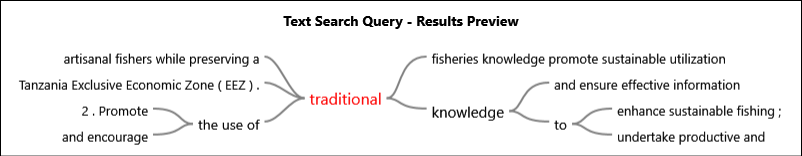 Text Search Query - Results Preview
artisanal fishers while preserving a
Tanzania Exclusive Economic Zone ( EEZ ) .
2 . Promote
and encourage
the use of
traditional
fisheries knowledge promote sustainable utilization
knowledge
and ensure effective information
to
enhance sustainable fishing ;
undertake productive and